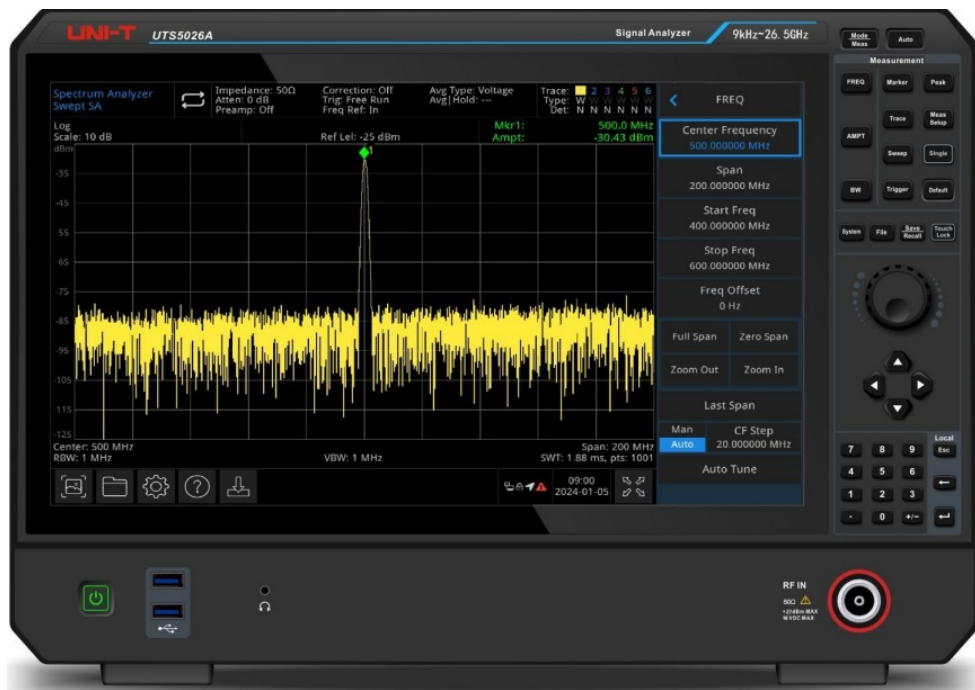 UNI-T UTS5026A Signal Analyzer 9kHz~26.5GHz
Mode
Meas
Auto
Measurement
FREQ Marker Peak
Trace Meas Setup
AMPT
Sweep Single
BW Trigger Default
System File Save Recall Touch Lock
Spectrum Analyzer
Swept SA
Impedance: 50Ω
Atten: 0 dB
Preamp: Off
Correction: Off
Trig: Free Run
Freq Ref: In
Avg Type: Voltage
Avg|Hold: ---
Trace: 2 3 4 5 6
Type: W W W W W W
Det: N N N N N N
Log
Scale: 10 dB
Ref Lel: -25 dBm
Mkr1: 500.0 MHz
Ampt: -30.43 dBm
dBm
1
-35
-45
-55
-65
-75
-85
-95
-105
-115
-125
Center: 500 MHz
RBW: 1 MHz
VBW: 1 MHz
Span: 200 MHz
SWT: 1.88 ms, pts: 1001
09:00
2024-01-05
FREQ
Center Frequency
500.000000 MHz
Span
200.000000 MHz
Start Freq
400.000000 MHz
Stop Freq
600.000000 MHz
Freq Offset
0 Hz
Full Span Zero Span
Zoom Out Zoom In
Last Span
Man
Auto
CF Step
20.000000 MHz
Auto Tune
Local
7 8 9 Esc
4 5 6
1 2 3
. 0 +/-
RF IN
50Ω
+27dBm MAX
16VDC MAX